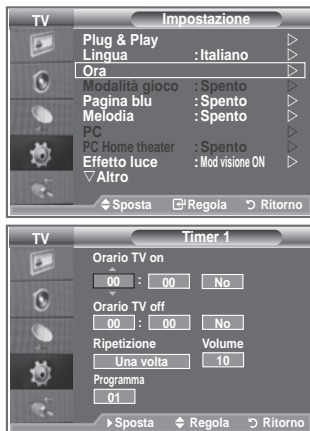 TV
Impostazione
Plug & Play
Lingua : Italiano
Ora
Modalità gioco : Spento
Pagina blu : Spento
Melodia : Spento
PC
PC Home theater : Spento
Effetto luce : Mod visione ON
▽Altro
Sposta Regola Ritorno
TV
Timer 1
Orario TV on
00 : 00 No
Orario TV off
00 : 00 No
Ripetizione Volume
Una volta 10
Programma
01
Sposta Regola Ritorno